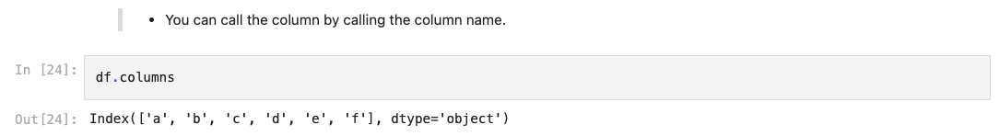 • You can call the column by calling the column name.
In [24]: df.columns
Out[24]: Index(['a', 'b', 'c', 'd', 'e', 'f'], dtype='object')